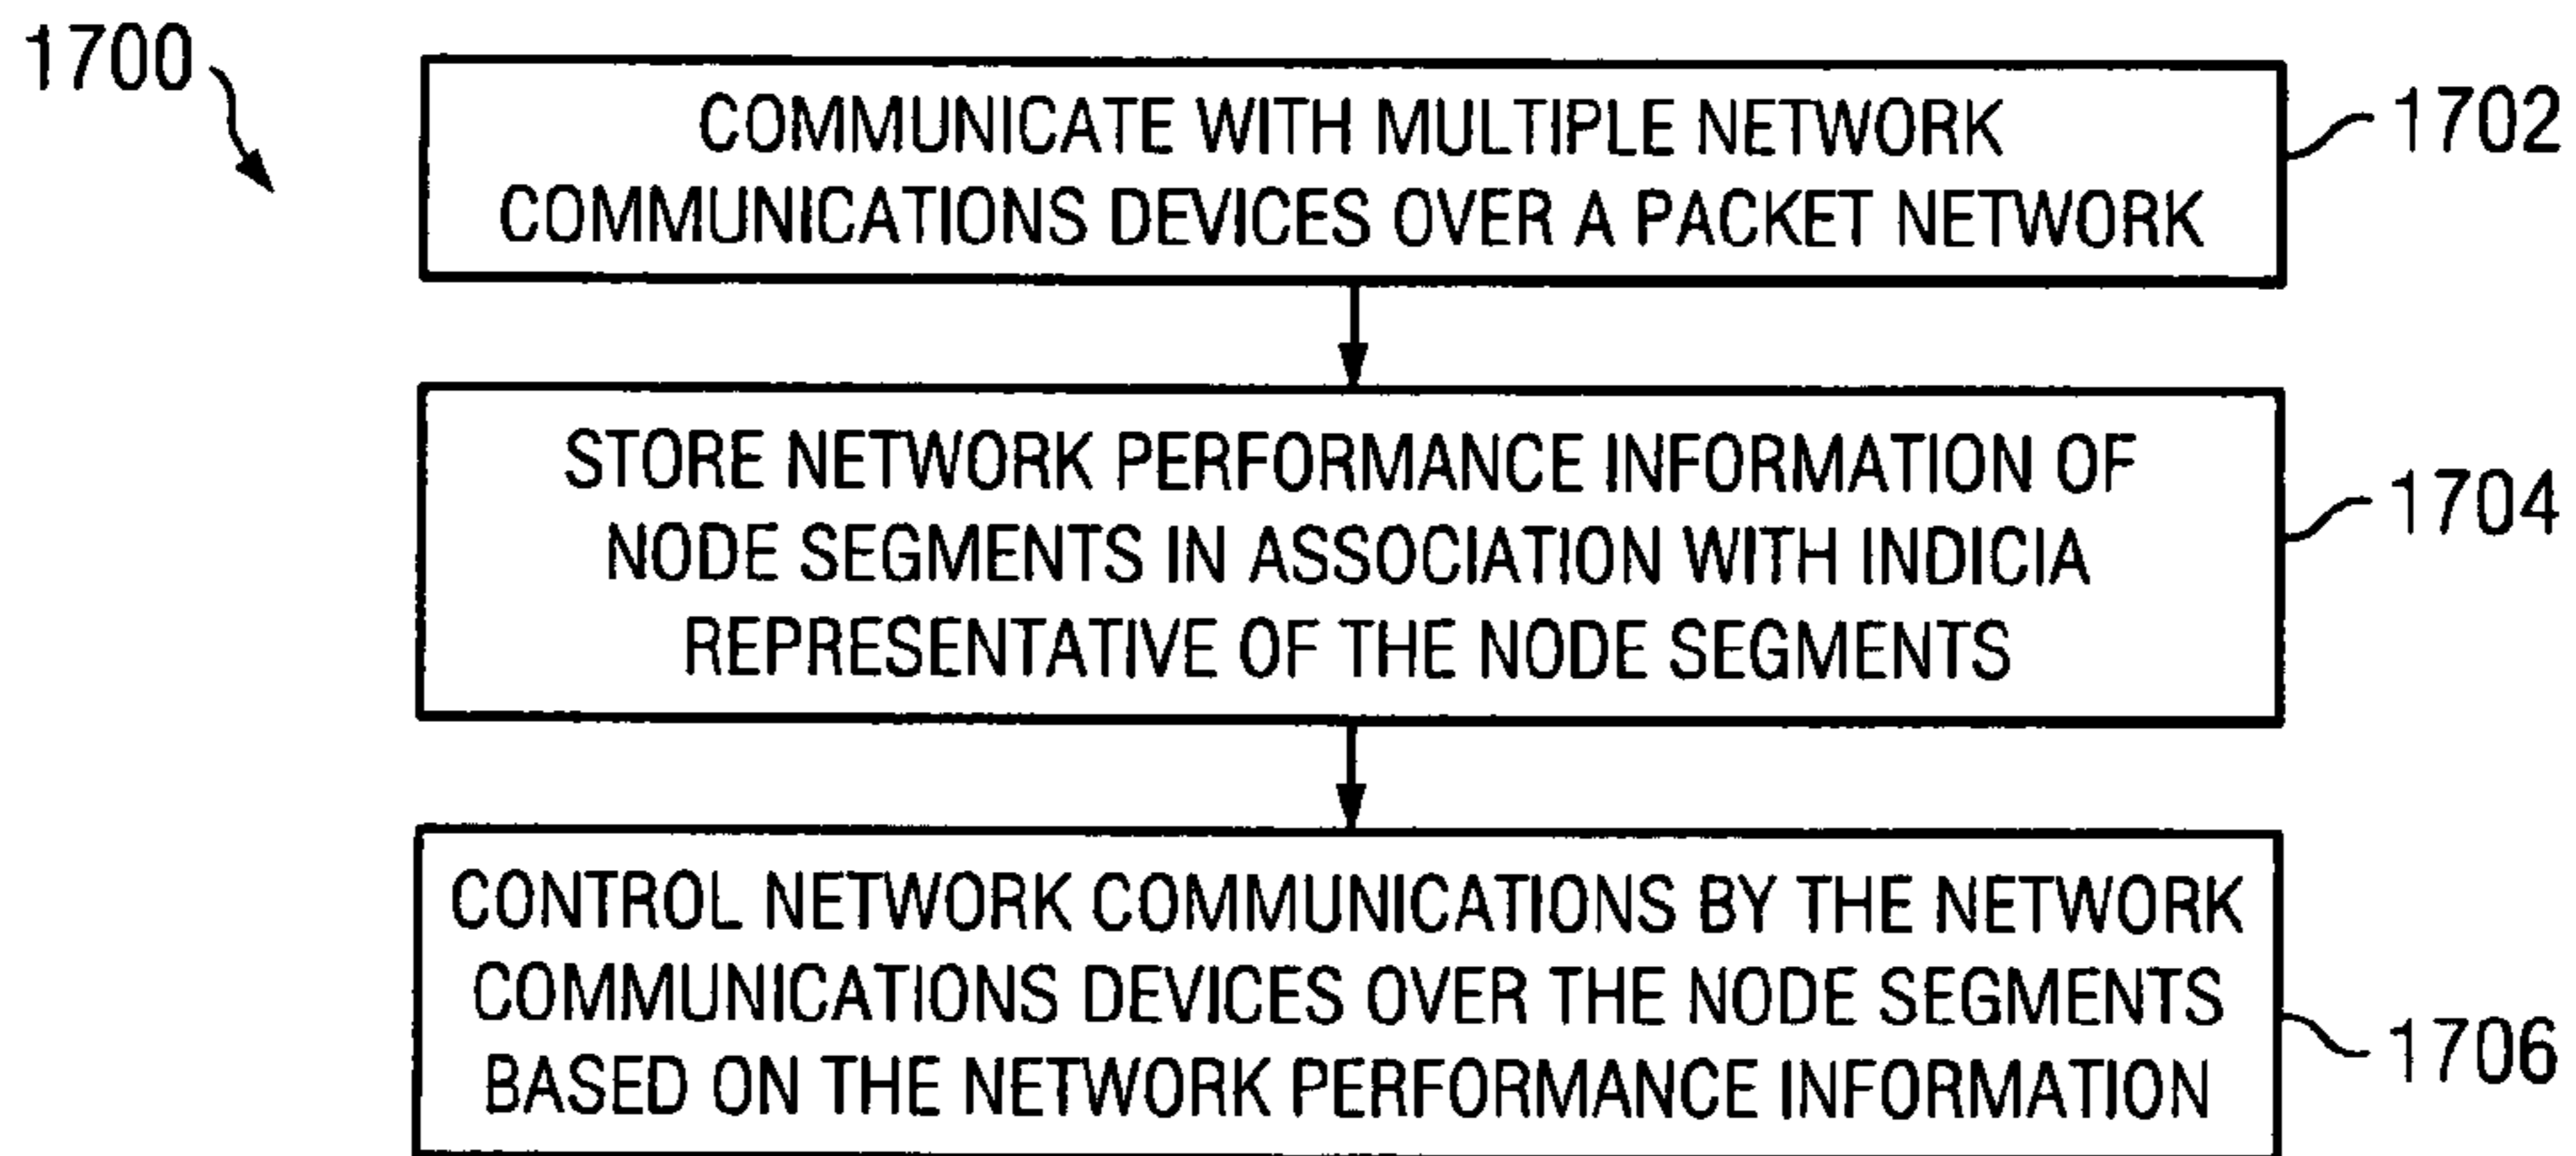 1700
COMMUNICATE WITH MULTIPLE NETWORK
COMMUNICATIONS DEVICES OVER A PACKET NETWORK
1702
STORE NETWORK PERFORMANCE INFORMATION OF
NODE SEGMENTS IN ASSOCIATION WITH INDICIA
REPRESENTATIVE OF THE NODE SEGMENTS
1704
CONTROL NETWORK COMMUNICATIONS BY THE NETWORK
COMMUNICATIONS DEVICES OVER THE NODE SEGMENTS
BASED ON THE NETWORK PERFORMANCE INFORMATION
1706